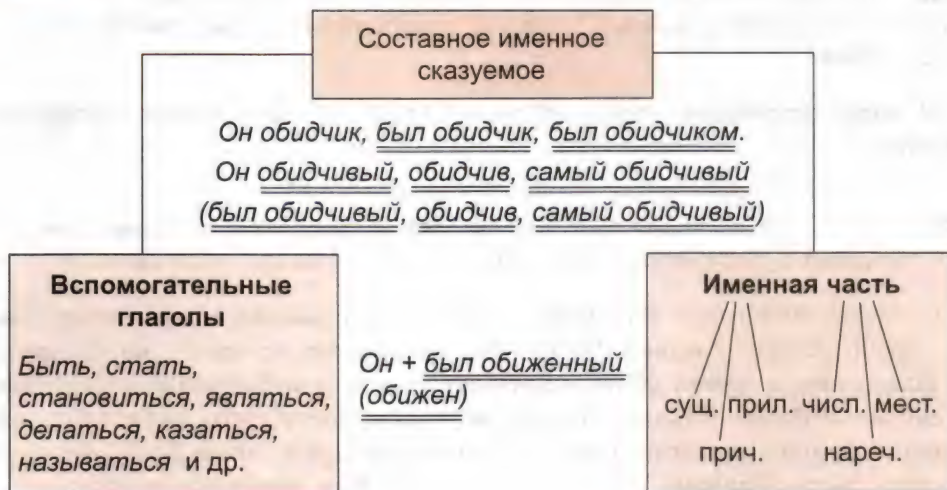 Составное именное
сказуемое
Он обидчик, был обидчик, был обидчиком.
Он обидчивый, обидчив, самый обидчивый
(был обидчивый, обидчив, самый обидчивый)
Вспомогательные
глаголы
Быть, стать,
становиться, являться,
делаться, казаться,
называться и др.
Он + был обиженный
(обижен)
Именная часть
сущ. прил. числ. мест.
прич. нареч.